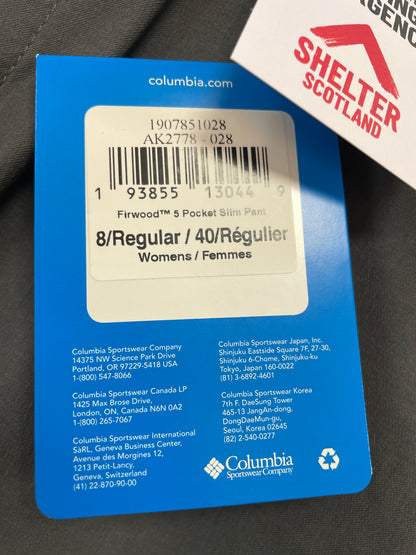 SHELTER
SCOTLAND
columbia.com
1907851028
AK2778 - 028
1 93855 13044 9
Firwood™ 5 Pocket Slim Pant
8/Regular / 40/Régulier
Womens / Femmes
Columbia Sportswear Company
14375 NW Science Park Drive
Portland, OR 97229-5418 USA
1-(800) 547-8066
Columbia Sportswear Canada LP
1425 Max Brose Drive,
London, ON, Canada N6N 0A2
1-(800) 265-7067
Columbia Sportswear International
SàRL, Geneva Business Center,
Avenue des Morgines 12,
1213 Petit-Lancy,
Geneva, Switzerland
(41) 22-870-90-00
Columbia Sportswear Japan, Inc.
Shinjuku Eastside Square 7F, 27-30,
Shinjuku 6-Chome, Shinjuku-ku
Tokyo, Japan 160-0022
(81) 3-6892-4601
Columbia Sportswear Korea
7th F. DaeSung Tower
465-13 JangAn-dong,
DongDaeMun-gu,
Seoul, Korea 02645
(82) 2-540-0277
Columbia
Sportswear Company